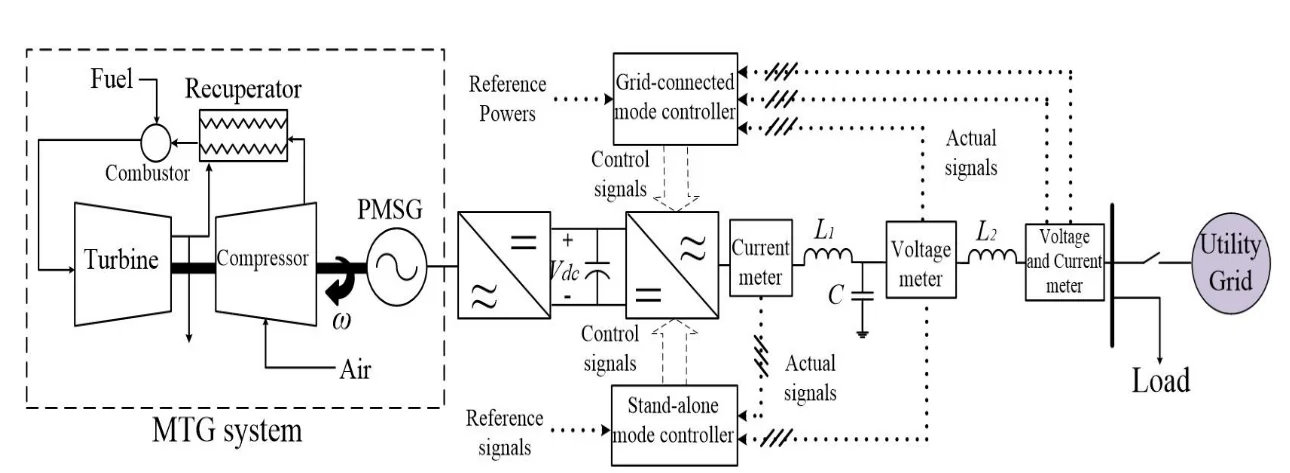 Fuel
Recuperator
Combustor
Turbine
Compressor
PMSG
ω
Air
MTG system
+
Vdc
-
Reference
Powers
Grid-connected
mode controller
Control
signals
Actual
signals
Current
meter
L1
C
Voltage
meter
L2
Voltage
and Current
meter
Utility
Grid
Load
Control
signals
Actual
signals
Reference
signals
Stand-alone
mode controller